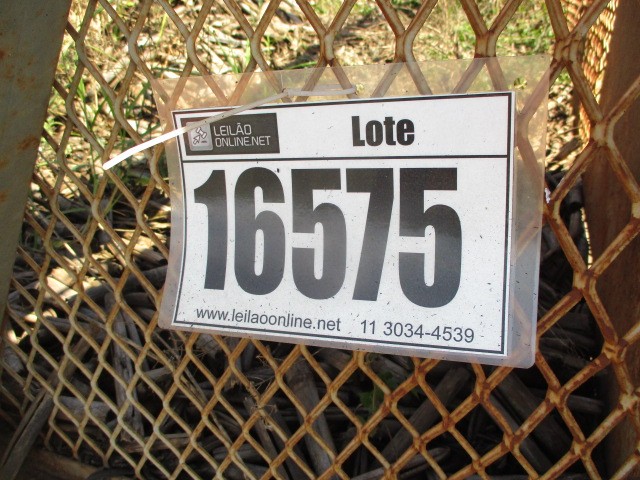 LEILÃO
ONLINE.NET
Lote
16575
www.leilaoonline.net 11 3034-4539